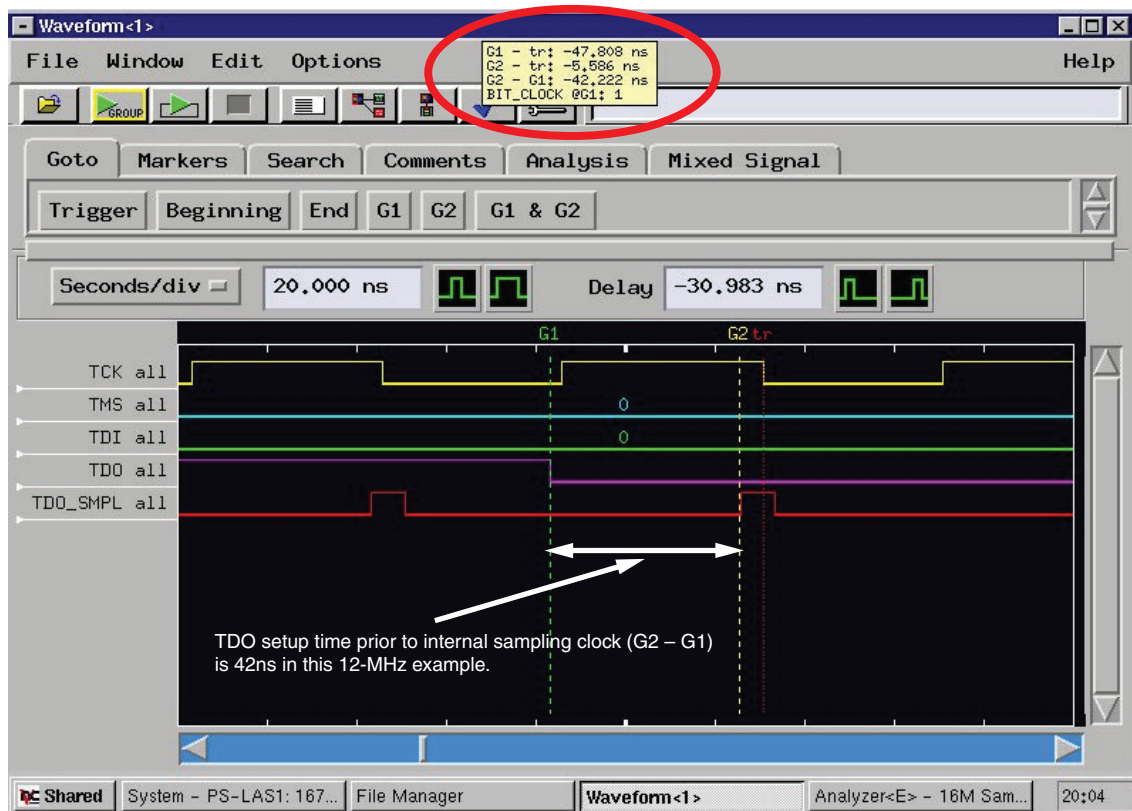 Waveform<1>
G1 - tr: -47.808 ns
G2 - tr: -5.586 ns
G2 - G1: -42.222 ns
BIT_CLOCK @G1: 1
File Window Edit Options Help
GROUP
Goto Markers Search Comments Analysis Mixed Signal
Trigger Beginning End G1 G2 G1 & G2
Seconds/div 20.000 ns Delay -30.983 ns
G1 G2 tr
TCK all
TMS all 0
TDI all 0
TDO all
TDO_SMPL all
TDO setup time prior to internal sampling clock (G2 – G1)
is 42ns in this 12-MHz example.
Shared System - PS-LAS1: 167... File Manager Waveform<1> Analyzer<E> - 16M Sam... 20:04